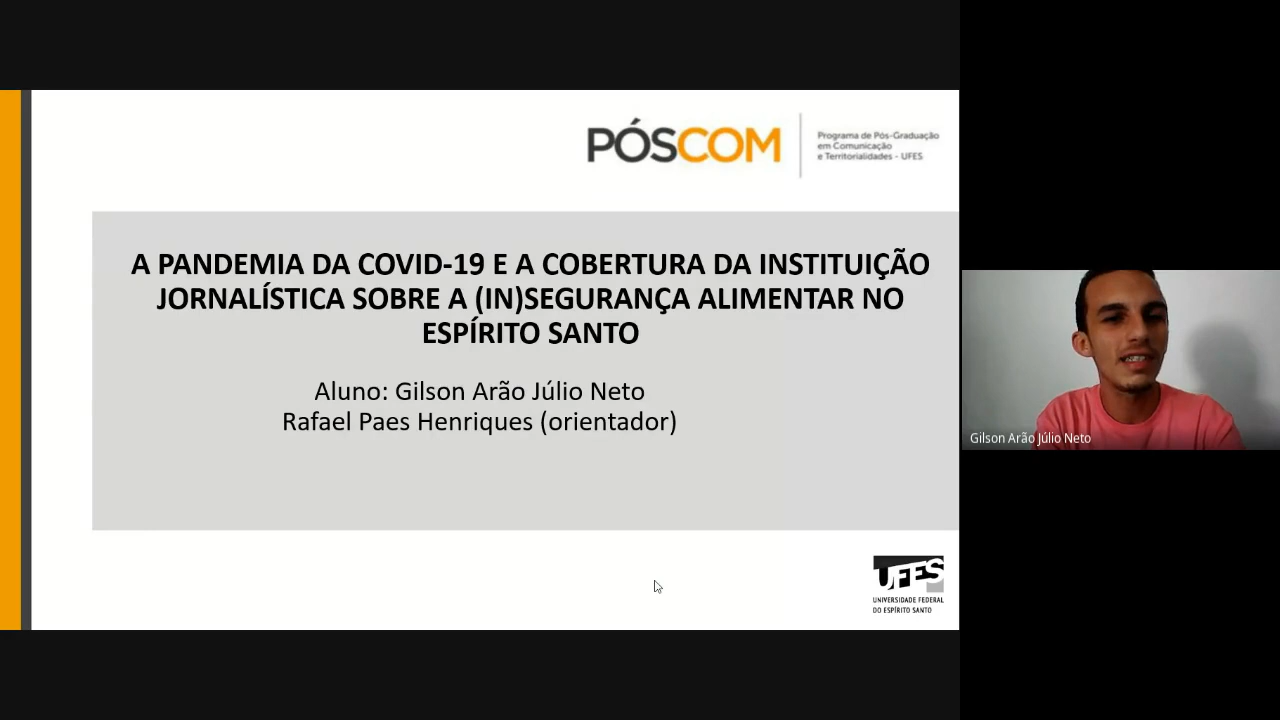 PÓSCOM
Programa de Pós-Graduação
em Comunicação
e Territorialidades - UFES
A PANDEMIA DA COVID-19 E A COBERTURA DA INSTITUIÇÃO
JORNALÍSTICA SOBRE A (IN)SEGURANÇA ALIMENTAR NO
ESPÍRITO SANTO
Aluno: Gilson Arão Júlio Neto
Rafael Paes Henriques (orientador)
Gilson Arão Júlio Neto
UFES
UNIVERSIDADE FEDERAL
DO ESPÍRITO SANTO